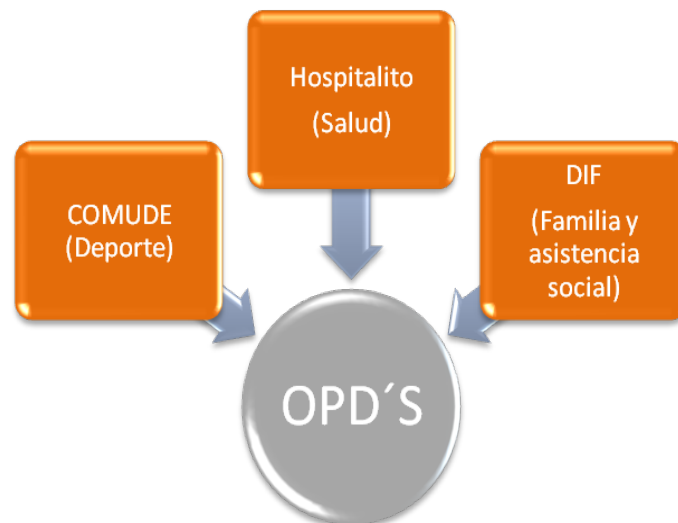 Hospitalito
(Salud)
COMUDE
(Deporte)
DIF
(Familia y
asistencia
social)
OPD´S